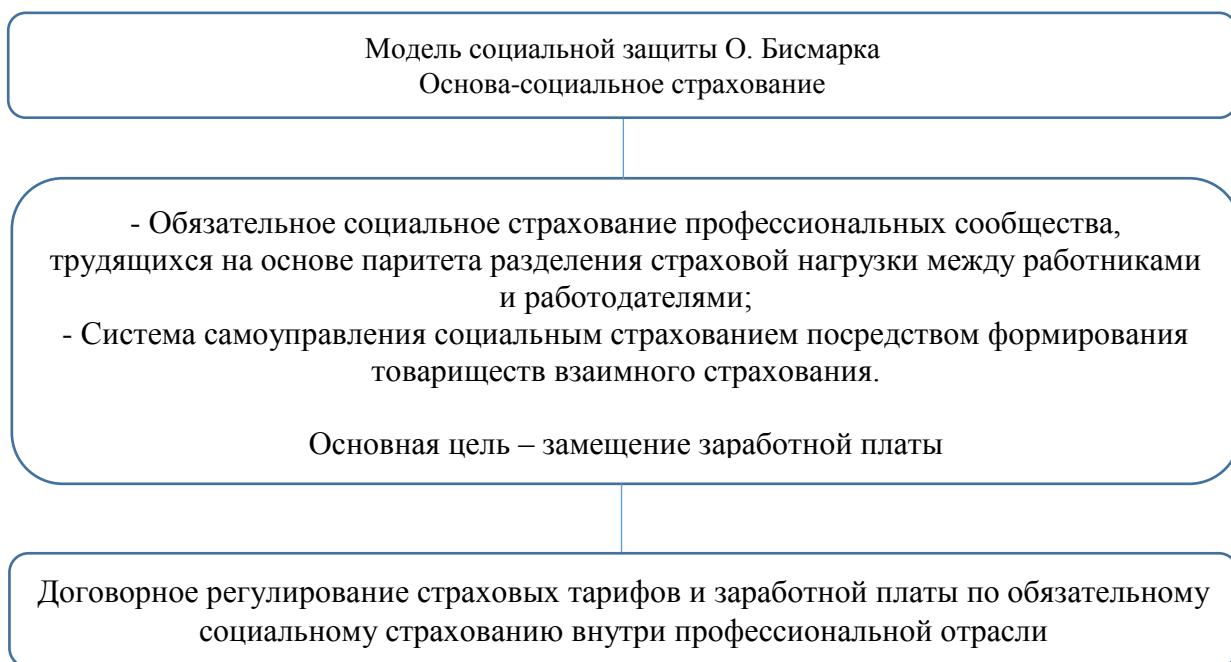 Модель социальной защиты О. Бисмарка
Основа-социальное страхование
- Обязательное социальное страхование профессиональных сообщества,
трудящихся на основе паритета разделения страховой нагрузки между работниками
и работодателями;
- Система самоуправления социальным страхованием посредством формирования
товариществ взаимного страхования.
Основная цель – замещение заработной платы
Договорное регулирование страховых тарифов и заработной платы по обязательному
социальному страхованию внутри профессиональной отрасли